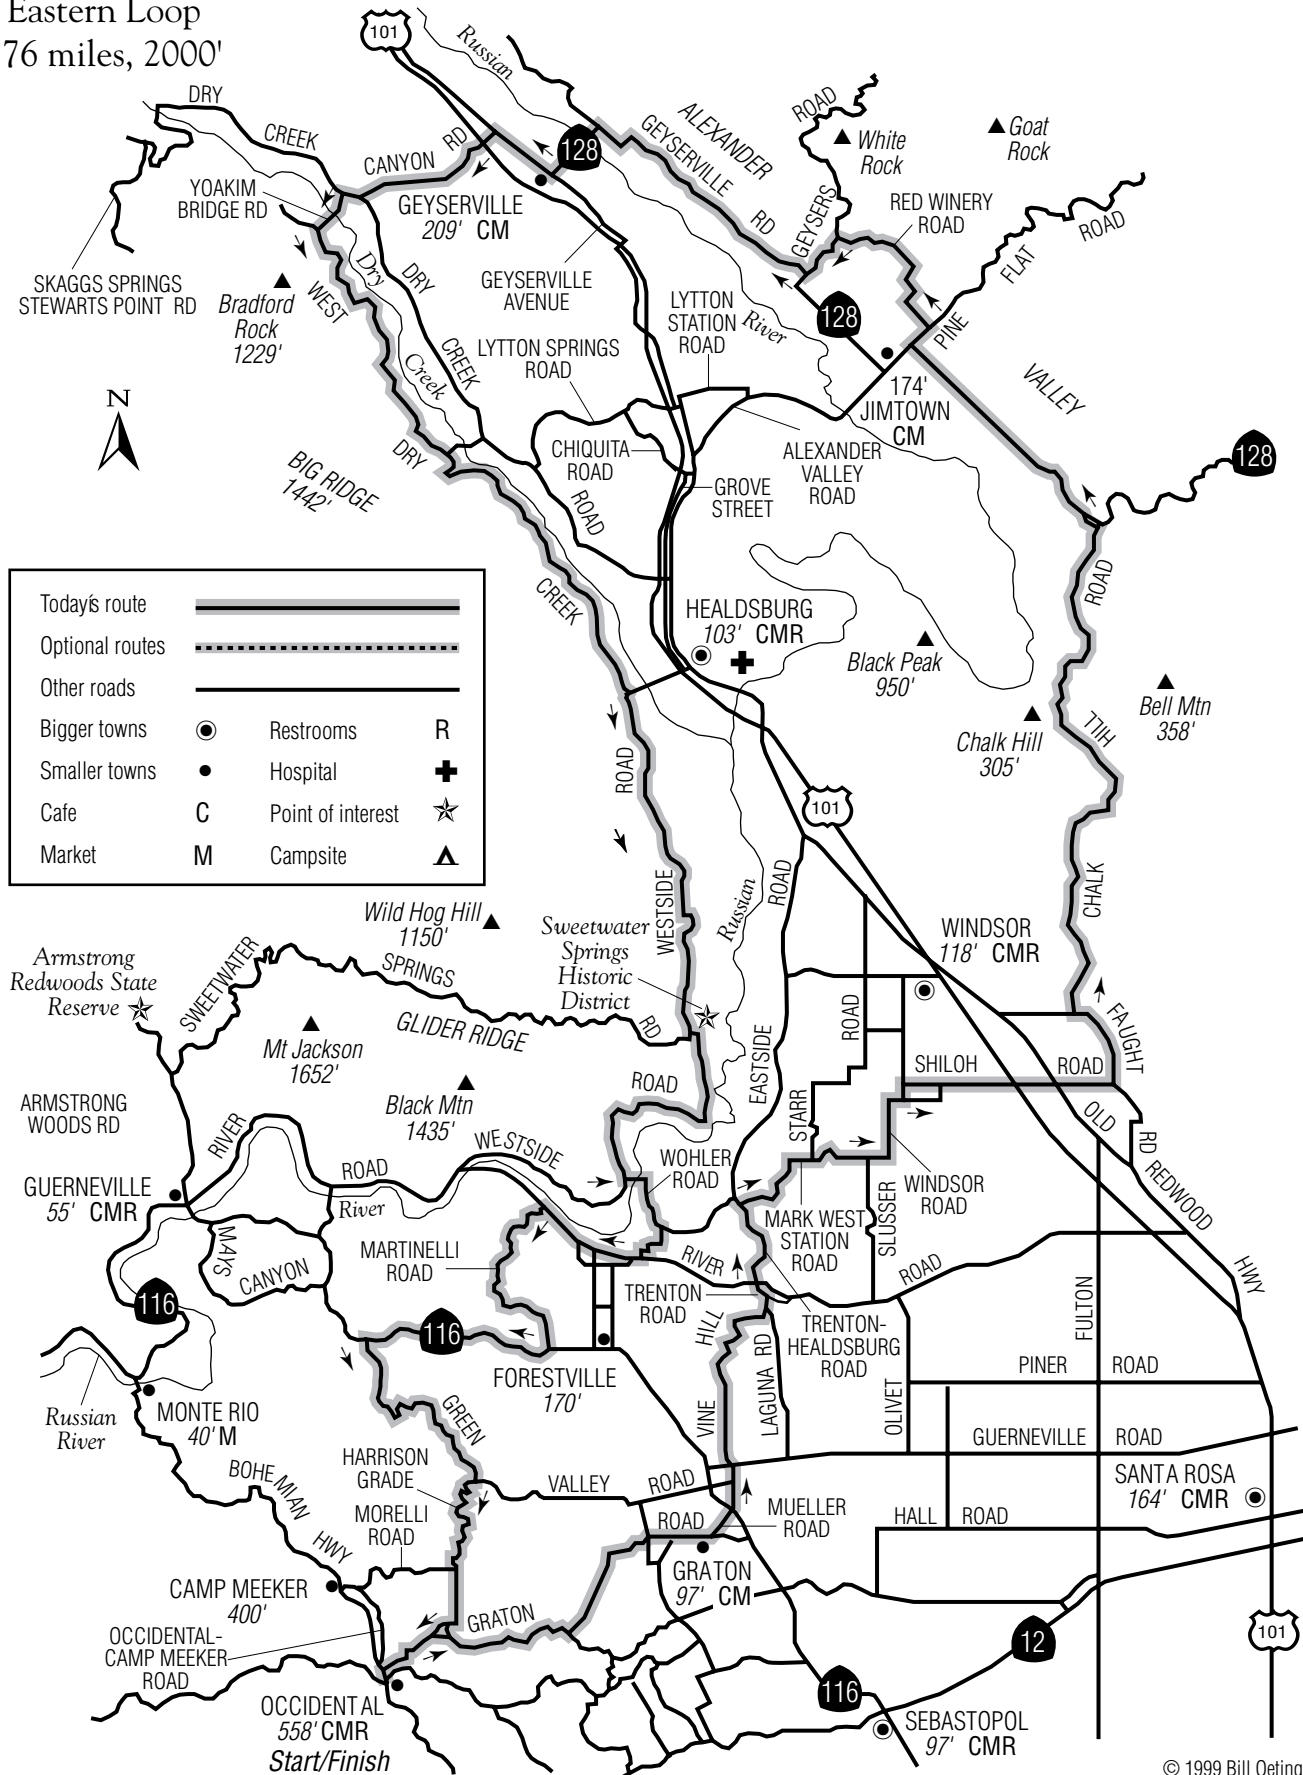 Eastern Loop
76 miles, 2000'
101
Russian
DRY
CREEK
CANYON RD
128
ALEXANDER
GEYSERVILLE
RD
ROAD
White
Rock
Goat
Rock
YOAKIM
BRIDGE RD
GEYSERVILLE
209' CM
GEYSERS
RED WINERY
ROAD
FLAT
ROAD
SKAGGS SPRINGS
STEWARTS POINT RD
Bradford
Rock
1229'
WEST
Dry
DRY
GEYSERVILLE
AVENUE
LYTTON
STATION
ROAD
River
128
PINE
CREEK
Creek
LYTTON SPRINGS
ROAD
174'
JIMTOWN
CM
VALLEY
N
DRY
CHIQUITA
ROAD
ALEXANDER
VALLEY
ROAD
128
BIG RIDGE
1442'
ROAD
GROVE
STREET
ROAD
Today's route
Optional routes
Other roads
Bigger towns
Restrooms R
Smaller towns
Hospital
Cafe C
Point of interest
Market M
Campsite
CREEK
HEALDSBURG
103' CMR
Black Peak
950'
Bell Mtn
358'
HILL
Chalk Hill
305'
ROAD
101
WESTSIDE
Russian
ROAD
CHALK
Wild Hog Hill
1150'
Sweetwater
Springs
Historic
District
WINDSOR
118' CMR
Armstrong
Redwoods State
Reserve
SWEETWATER
SPRINGS
RD
GLIDER RIDGE
Mt Jackson
1652'
ROAD
FAUGHT
EASTSIDE
SHILOH
ROAD
ARMSTRONG
WOODS RD
Black Mtn
1435'
ROAD
STARR
OLD
RD
REDWOOD
HWY
RIVER
ROAD
WESTSIDE
WOHLER
ROAD
WINDSOR
ROAD
GUERNEVILLE
55' CMR
River
MARK WEST
STATION
ROAD
SLUSSER
MAYS
CANYON
MARTINELLI
ROAD
RIVER
ROAD
116
TRENTON
ROAD
TRENTON-
HEALDSBURG
ROAD
FULTON
116
HILL
LAGUNA RD
FORESTVILLE
170'
PINER ROAD
Russian
River
MONTE RIO
40' M
GREEN
VINE
OLIVET
GUERNEVILLE ROAD
BOHEMIAN
HWY
HARRISON
GRADE
VALLEY ROAD
SANTA ROSA
164' CMR
MORELLI
ROAD
ROAD
MUELLER
ROAD
HALL ROAD
CAMP MEEKER
400'
GRATON
97' CM
OCCIDENTAL-
CAMP MEEKER
ROAD
GRATON
12
101
116
OCCIDENTAL
558' CMR
Start/Finish
SEBASTOPOL
97' CMR
© 1999 Bill Oeting